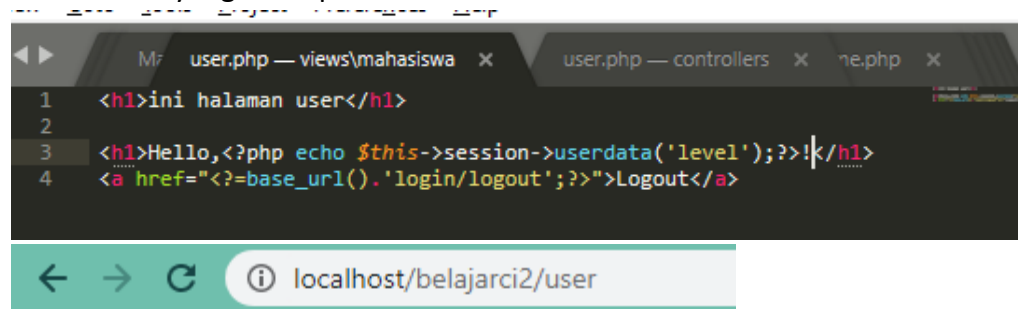 user.php — views\mahasiswa × user.php — controllers × ne.php ×
1 <h1>ini halaman user</h1>
2
3 <h1>Hello,<?php echo $this->session->userdata('level');?>!</h1>
4 <a href="<?=base_url().'login/logout';?>">Logout</a>
localhost/belajarci2/user